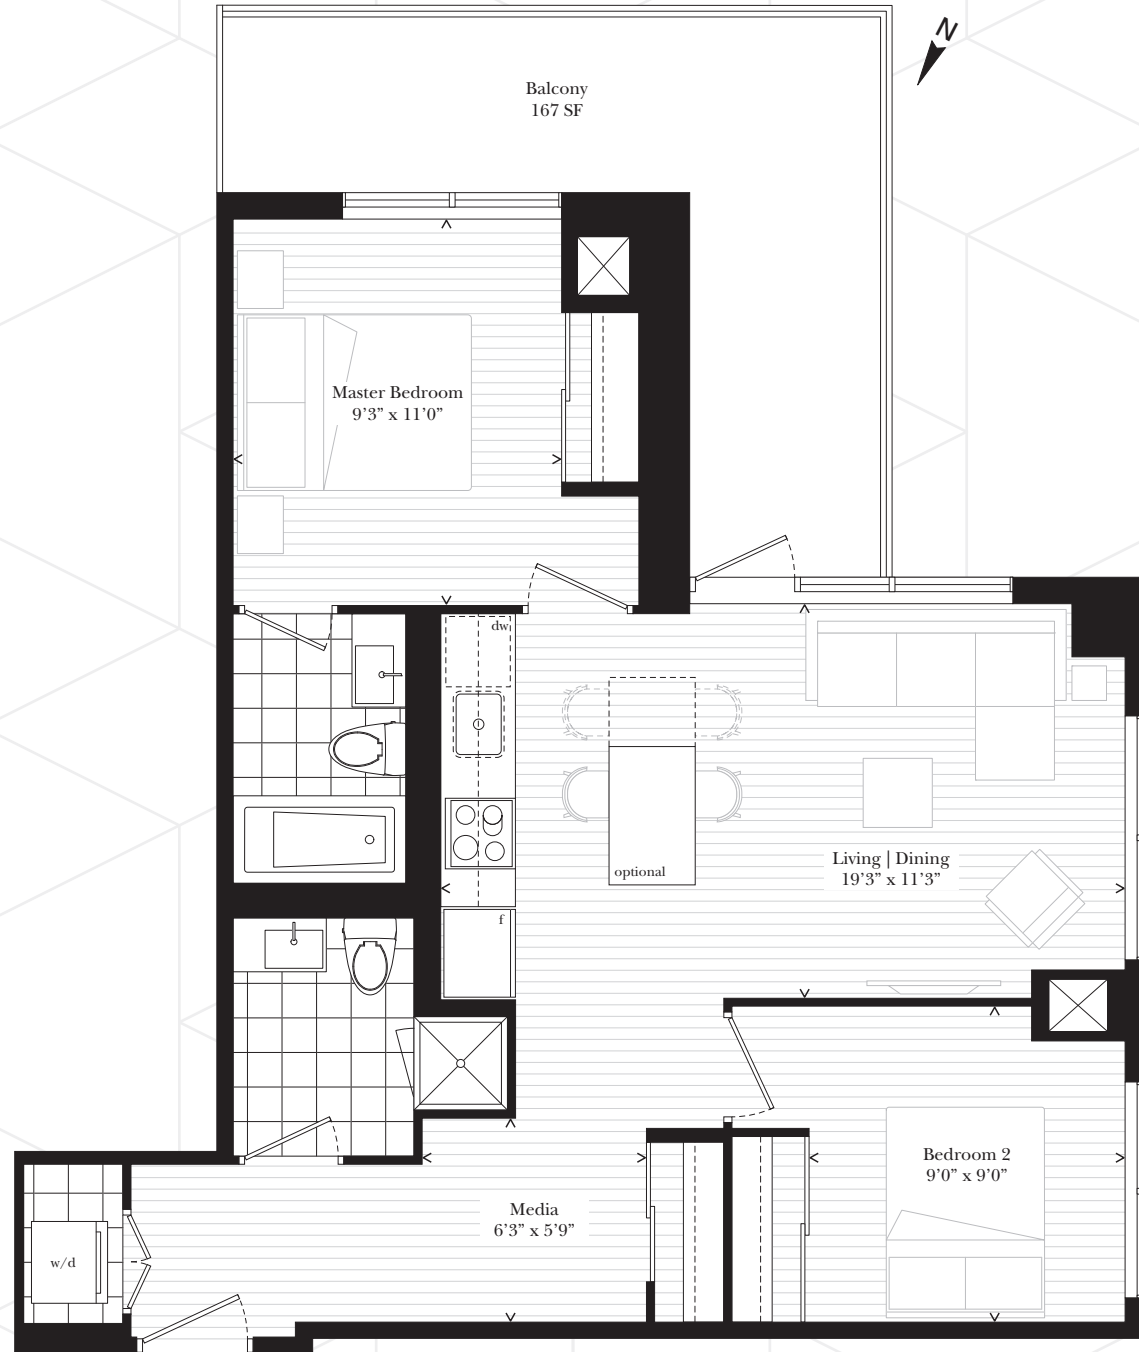 N
Balcony
167 SF
Master Bedroom
9’3” x 11’0”
dw
optional
Living | Dining
19’3” x 11’3”
f
Bedroom 2
9’0” x 9’0”
Media
6’3” x 5’9”
w/d